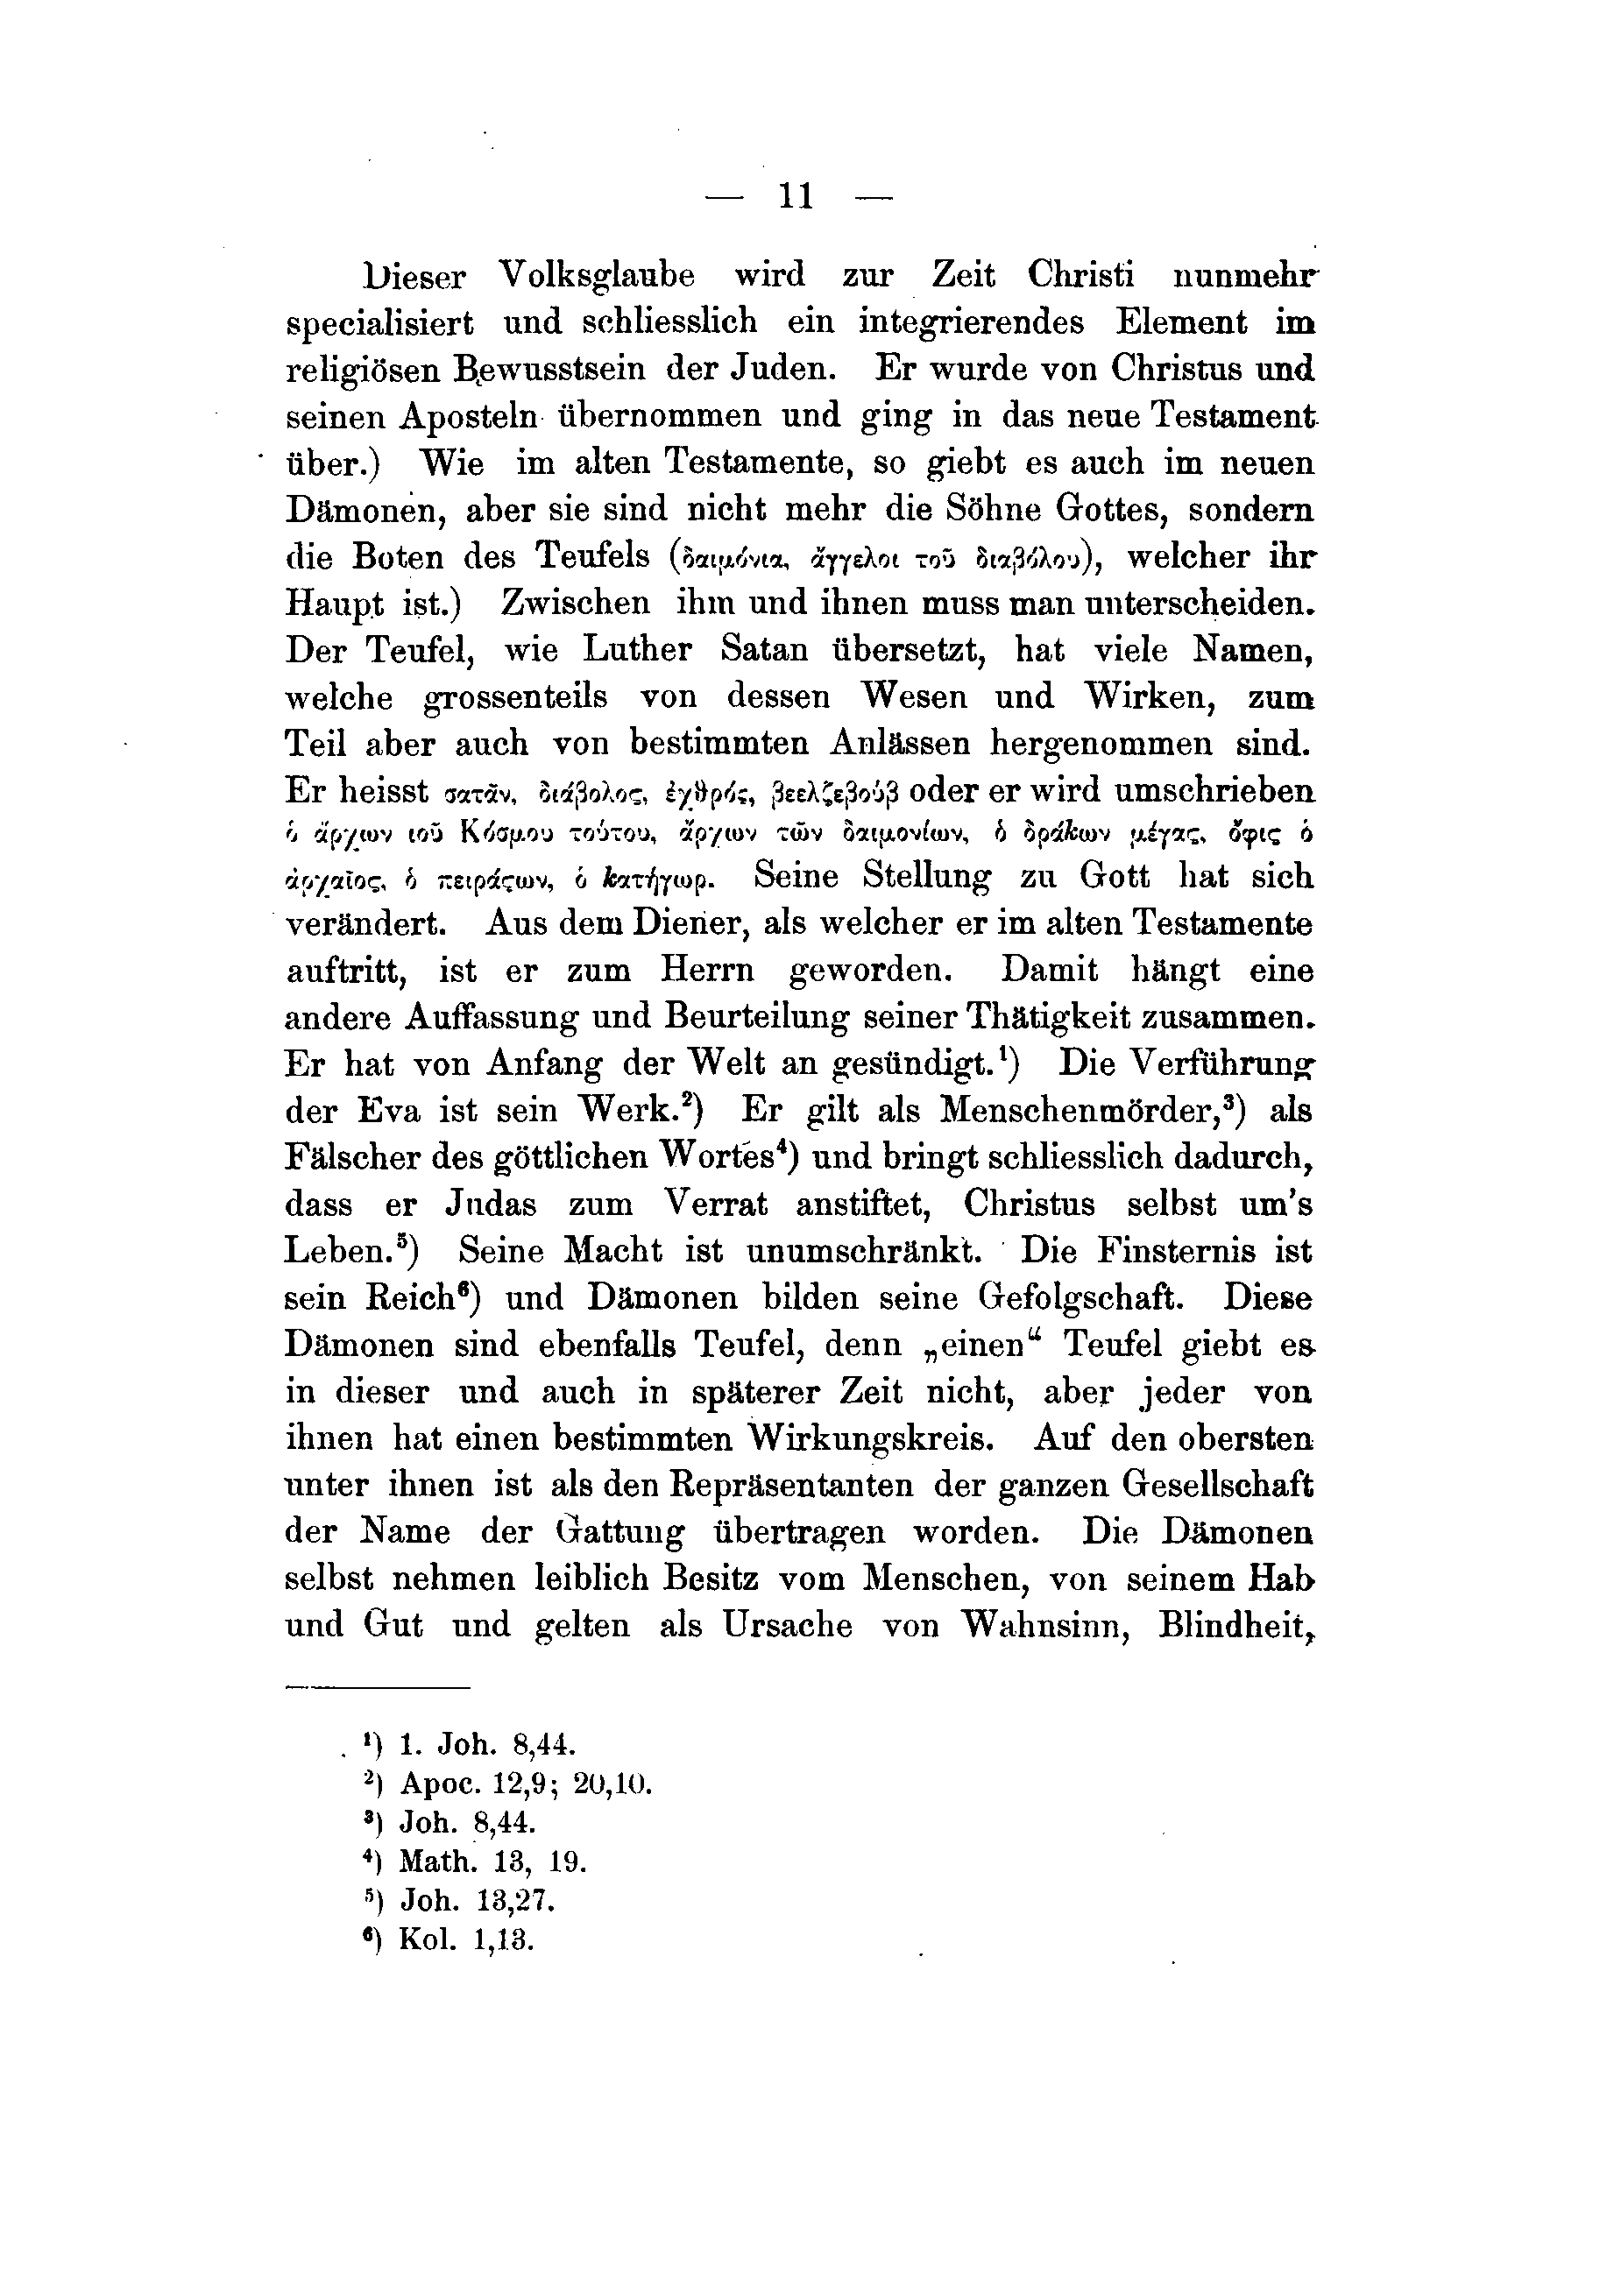 — 11 —
Dieser Volksglaube wird zur Zeit Christi nunmehr
specialisiert und schliesslich ein integrierendes Element im
religiösen Bewusstsein der Juden. Er wurde von Christus und
seinen Aposteln übernommen und ging in das neue Testament
über.) Wie im alten Testamente, so giebt es auch im neuen
Dämonen, aber sie sind nicht mehr die Söhne Gottes, sondern
die Boten des Teufels (δαιμόνια, ἄγγελοι τοῦ διαβόλου), welcher ihr
Haupt ist.) Zwischen ihm und ihnen muss man unterscheiden.
Der Teufel, wie Luther Satan übersetzt, hat viele Namen,
welche grossenteils von dessen Wesen und Wirken, zum
Teil aber auch von bestimmten Anlässen hergenommen sind.
Er heisst σατᾶν, διάβολος, ἐχϑρός, βεελζεβούβ oder er wird umschrieben
ὁ ἄρχων ιοῦ Κόσμου τούτου, ἄρχων τῶν δαιμονίων, ὁ δράkων μέγας, ὄφις ὁ
ἀρχαῖος, ὁ πειράςων, ὁ kατήγωρ. Seine Stellung zu Gott hat sich
verändert. Aus dem Diener, als welcher er im alten Testamente
auftritt, ist er zum Herrn geworden. Damit hängt eine
andere Auffassung und Beurteilung seiner Thätigkeit zusammen.
Er hat von Anfang der Welt an gesündigt.¹) Die Verführung
der Eva ist sein Werk.²) Er gilt als Menschenmörder,³) als
Fälscher des göttlichen Wortes⁴) und bringt schliesslich dadurch,
dass er Judas zum Verrat anstiftet, Christus selbst um's
Leben.⁵) Seine Macht ist unumschränkt. Die Finsternis ist
sein Reich⁶) und Dämonen bilden seine Gefolgschaft. Diese
Dämonen sind ebenfalls Teufel, denn „einen“ Teufel giebt es
in dieser und auch in späterer Zeit nicht, aber jeder von
ihnen hat einen bestimmten Wirkungskreis. Auf den obersten
unter ihnen ist als den Repräsentanten der ganzen Gesellschaft
der Name der Gattung übertragen worden. Die Dämonen
selbst nehmen leiblich Besitz vom Menschen, von seinem Hab
und Gut und gelten als Ursache von Wahnsinn, Blindheit,
¹) 1. Joh. 8,44.
²) Apoc. 12,9; 20,10.
³) Joh. 8,44.
⁴) Math. 13, 19.
⁵) Joh. 13,27.
⁶) Kol. 1,13.